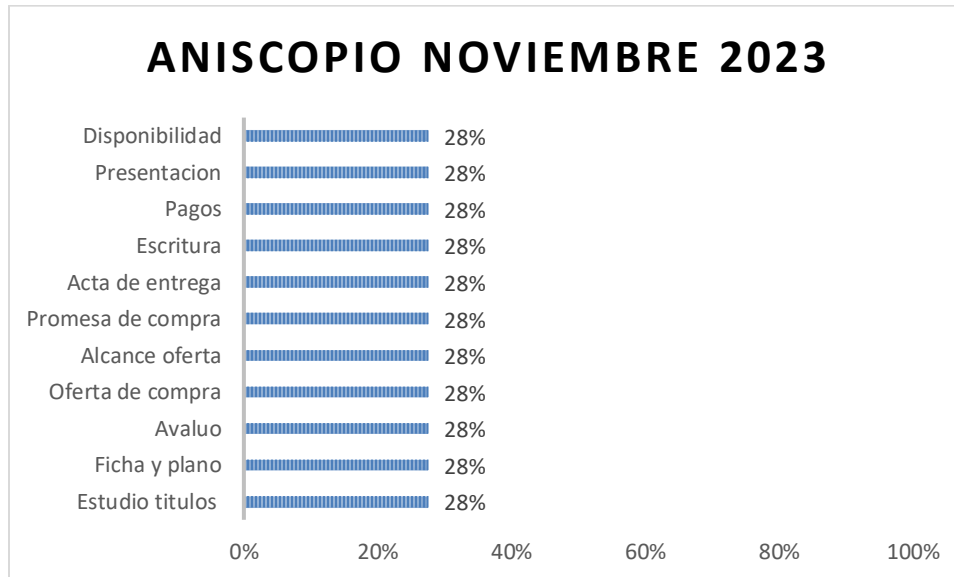 ANISCOPIO NOVIEMBRE 2023
Disponibilidad 28%
Presentacion 28%
Pagos 28%
Escritura 28%
Acta de entrega 28%
Promesa de compra 28%
Alcance oferta 28%
Oferta de compra 28%
Avaluo 28%
Ficha y plano 28%
Estudio titulos 28%
0% 20% 40% 60% 80% 100%